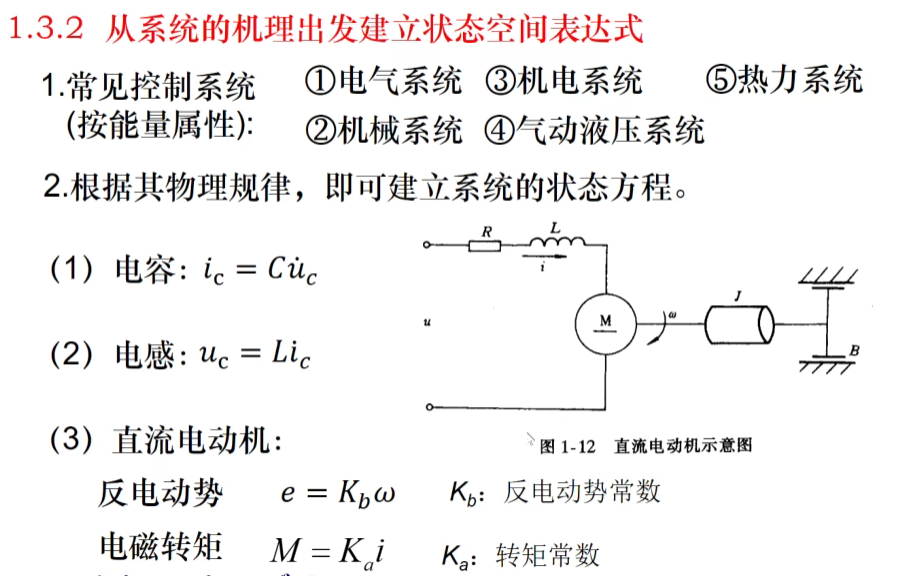 1.3.2 从系统的机理出发建立状态空间表达式
1.常见控制系统 ①电气系统 ③机电系统 ⑤热力系统
(按能量属性): ②机械系统 ④气动液压系统
2.根据其物理规律，即可建立系统的状态方程。
R L
i
u
M ω J
B
（1）电容: i_c = Cu̇_c
（2）电感: u_c = Li̇_c
图 1-12 直流电动机示意图
（3）直流电动机:
反电动势 e = K_bω K_b: 反电动势常数
电磁转矩 M = K_a i K_a: 转矩常数